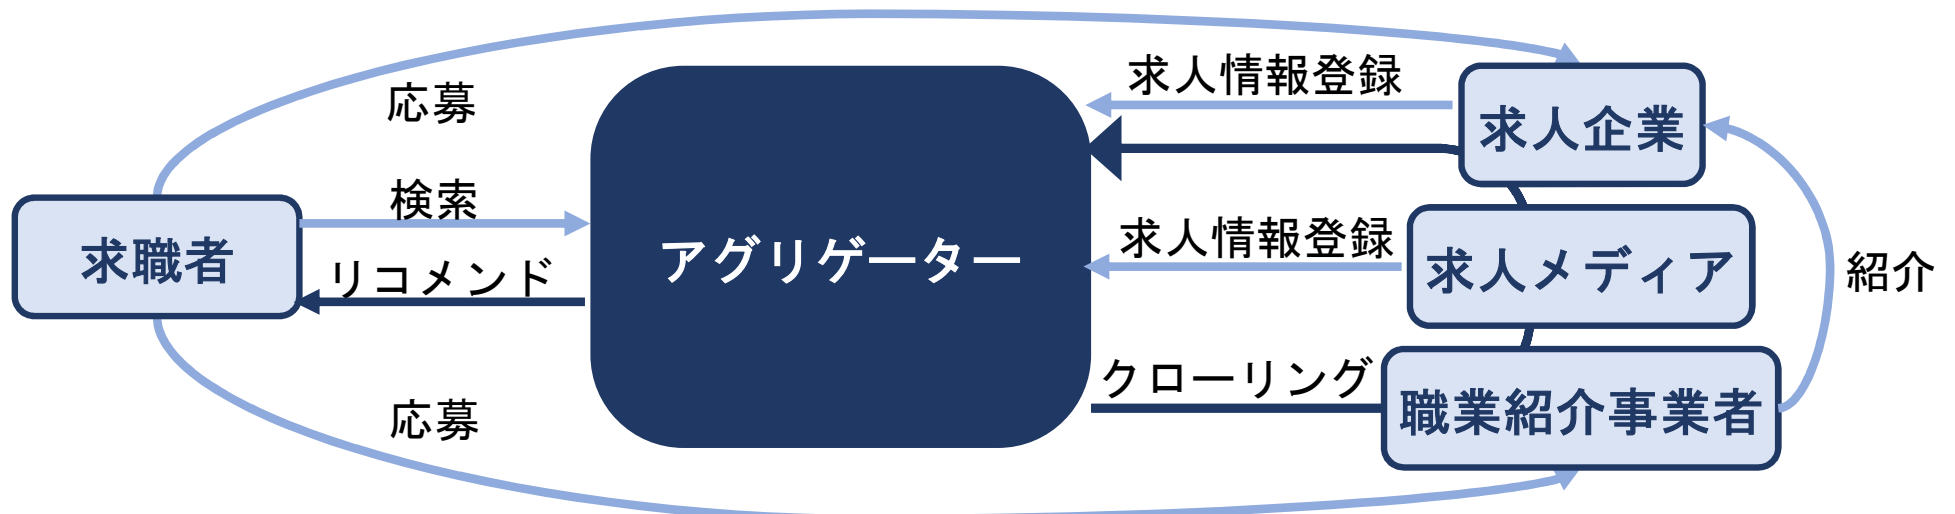 応募
求人情報登録
求人企業
検索
求職者
リコメンド
アグリゲーター
求人情報登録
求人メディア
紹介
クローリング
職業紹介事業者
応募